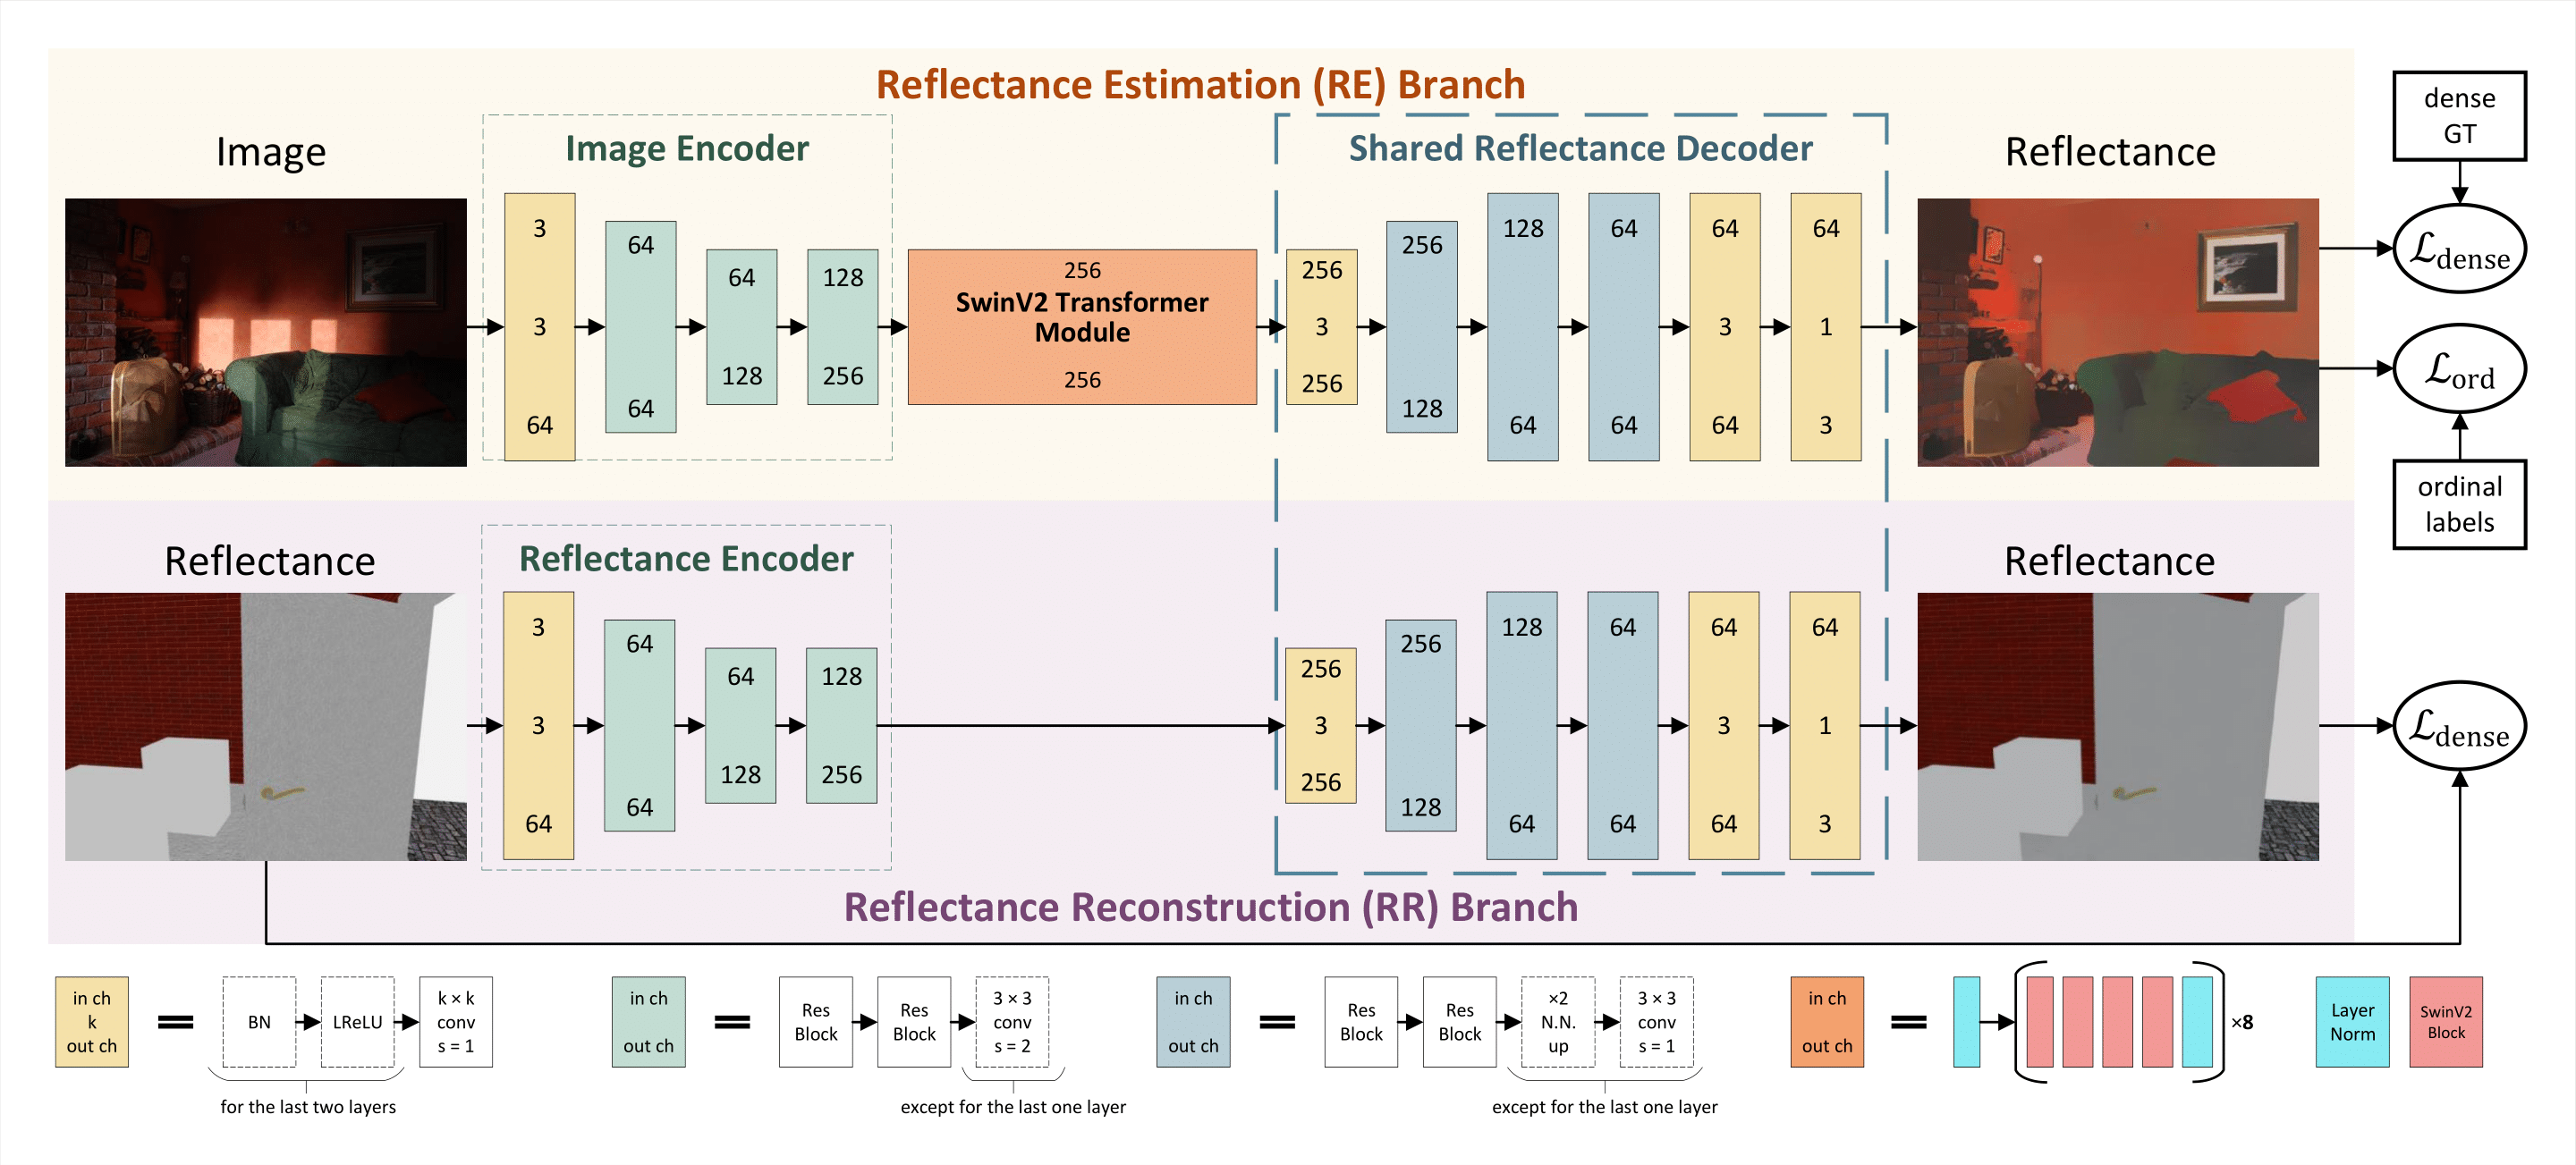 Reflectance Estimation (RE) Branch
Image
Image Encoder
Shared Reflectance Decoder
Reflectance
dense
GT
3
3
64
64
64
64
128
128
256
256
SwinV2 Transformer
Module
256
256
3
256
256
128
128
64
64
64
64
3
64
64
1
3
ℒdense
ℒord
ordinal
labels
Reflectance
Reflectance Encoder
Reflectance
3
3
64
64
64
64
128
128
256
256
3
256
256
128
128
64
64
64
64
3
64
64
1
3
ℒdense
Reflectance Reconstruction (RR) Branch
in ch
k
out ch
=
BN
LReLU
k × k
conv
s = 1
for the last two layers
in ch
out ch
=
Res
Block
Res
Block
3 × 3
conv
s = 2
except for the last one layer
in ch
out ch
=
Res
Block
Res
Block
×2
N.N.
up
3 × 3
conv
s = 1
except for the last one layer
in ch
out ch
=
×8
Layer
Norm
SwinV2
Block